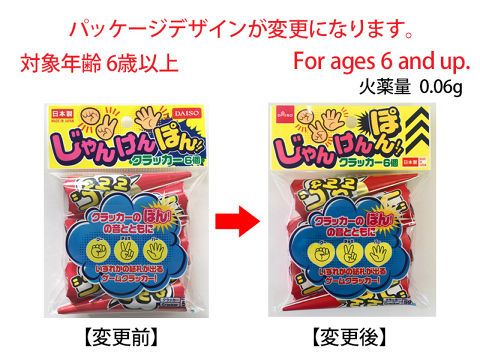 パッケージデザインが変更になります。
対象年齢 6歳以上
For ages 6 and up.
火薬量 0.06g
日本製
MADE IN JAPAN
DAISO
じゃんけん
ぽん!
クラッカー6個
クラッカーの ぽん!
の音とともに
いずれかの紙札が出る
ゲームクラッカー!
【変更前】
DAISO
じゃんけん
ぽん!
クラッカー6個
日本製
クラッカーの ぽん!
の音とともに
いずれかの紙札が出る
ゲームクラッカー!
【変更後】